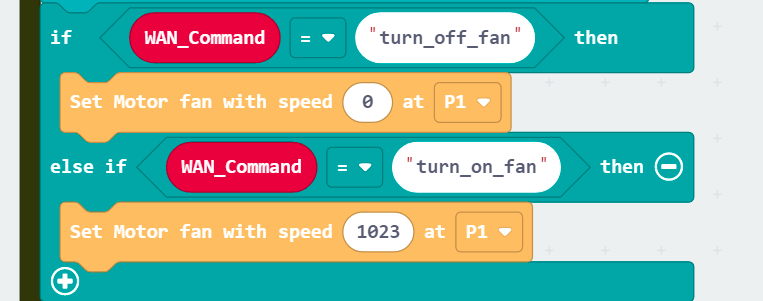 if WAN_Command = "turn_off_fan" then
Set Motor fan with speed 0 at P1
else if WAN_Command = "turn_on_fan" then
Set Motor fan with speed 1023 at P1